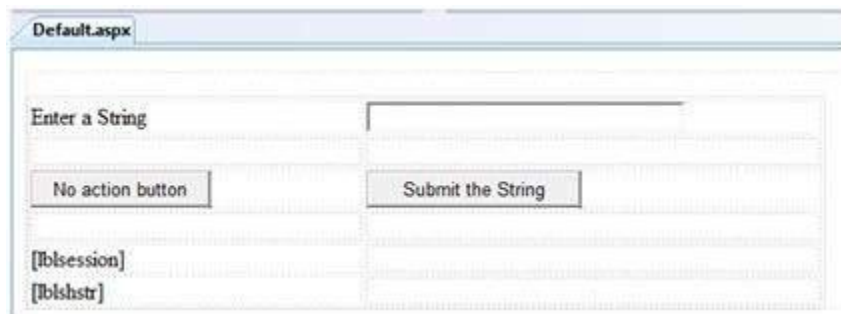 Default.aspx
Enter a String
No action button Submit the String
[lblsession]
[lblshstr]